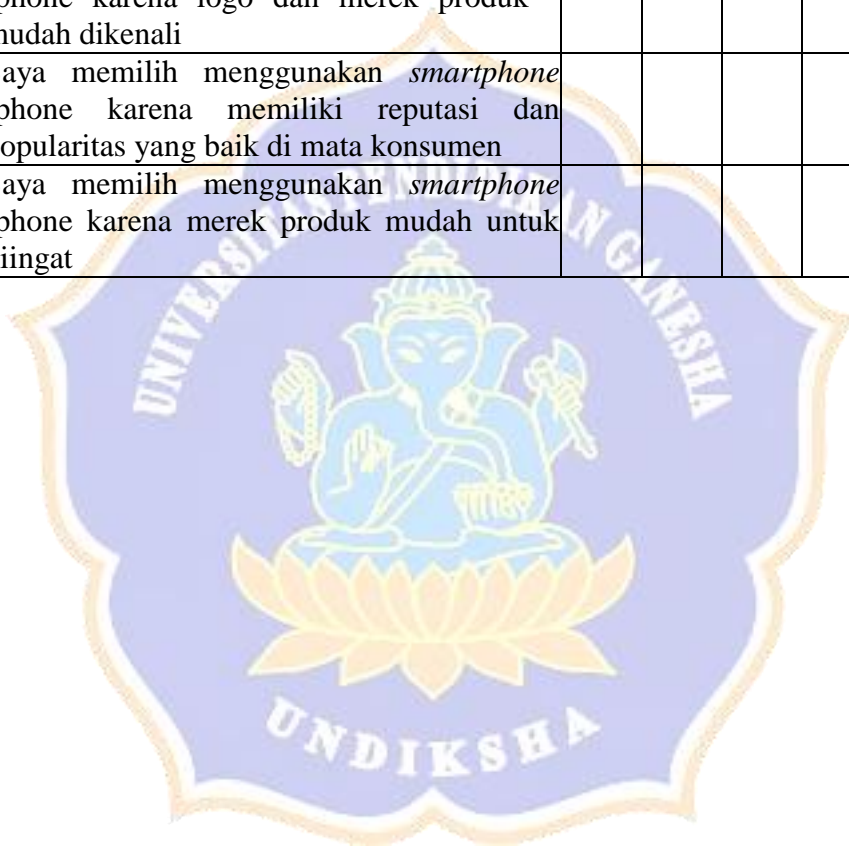 phone karena logo dan merek produk
mudah dikenali
aya memilih menggunakan smartphone
phone karena memiliki reputasi dan
opularitas yang baik di mata konsumen
aya memilih menggunakan smartphone
phone karena merek produk mudah untuk
iingat
UNIVERSITAS PENDIDIKAN GANESHA
UNDIKSHA